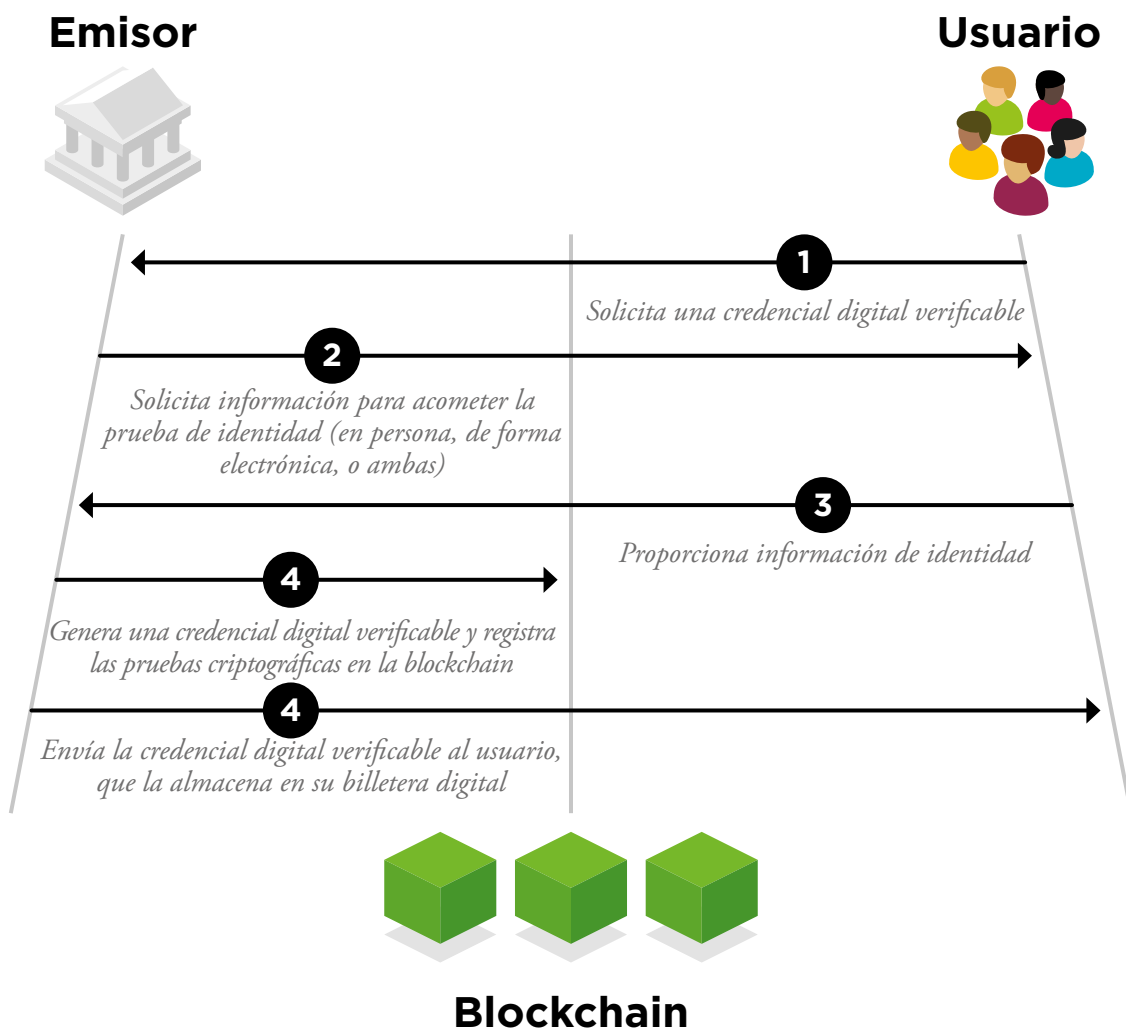 Emisor
Usuario
1
Solicita una credencial digital verificable
2
Solicita información para acometer la
prueba de identidad (en persona, de forma
electrónica, o ambas)
3
Proporciona información de identidad
4
Genera una credencial digital verificable y registra
las pruebas criptográficas en la blockchain
4
Envía la credencial digital verificable al usuario,
que la almacena en su billetera digital
Blockchain